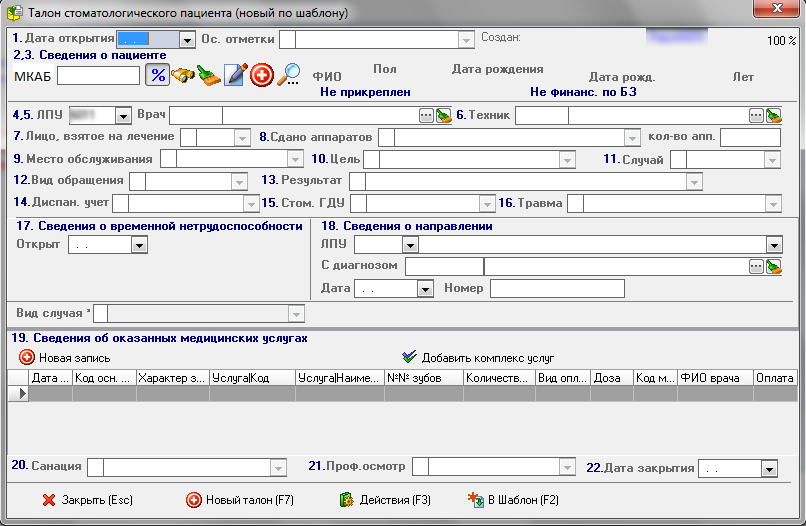 Талон стоматологического пациента (новый по шаблону)
1. Дата открытия . . Ос. отметки Создан: 100 %
2,3. Сведения о пациенте
МКАБ % ФИО Пол Дата рождения Дата рожд. Лет
Не прикреплен Не финанс. по БЗ
4,5. ЛПУ Врач ... 6. Техник ...
7. Лицо, взятое на лечение 8. Сдано аппаратов кол-во апп.
9. Место обслуживания 10. Цель 11. Случай
12. Вид обращения 13. Результат
14. Диспан. учет 15. Стом. ГДУ 16. Травма
17. Сведения о временной нетрудоспособности 18. Сведения о направлении
Открыт . . ЛПУ
С диагнозом ...
Дата . . Номер
Вид случая *
19. Сведения об оказанных медицинских услугах
Новая запись Добавить комплекс услуг
Дата ... Код осн. ... Характер з... Услуга|Код Услуга|Наиме... №№ зубов Количеств... Вид опл... Доза Код м... ФИО врача Оплата
20. Санация 21. Проф.осмотр 22. Дата закрытия . .
Закрыть (Esc) Новый талон (F7) Действия (F3) В Шаблон (F2)